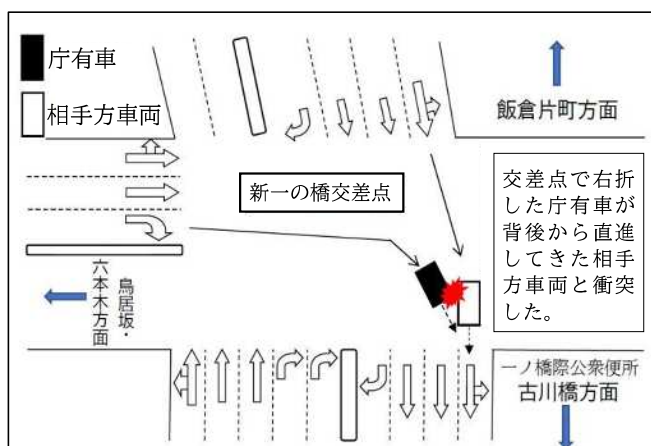 庁有車
相手方車両
飯倉片町方面
新一の橋交差点
交差点で右折
した庁有車が
背後から直進
してきた相手
方車両と衝突
した。
鳥居坂・
六本木方面
一ノ橋際公衆便所
古川橋方面